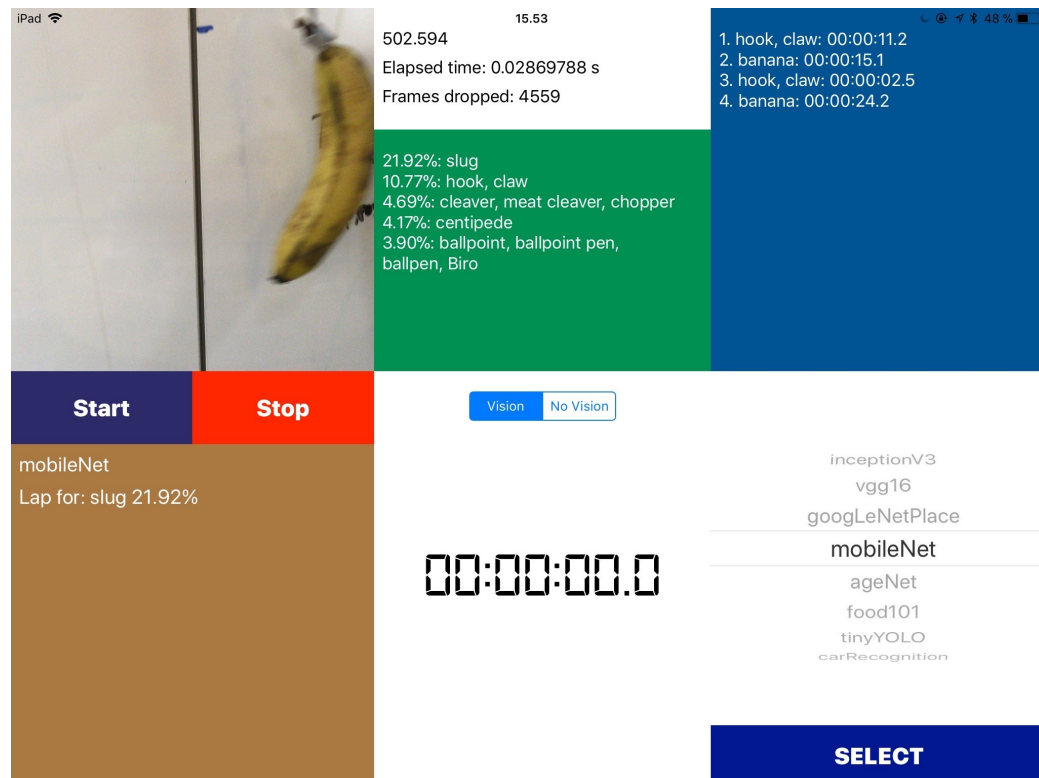 iPad
15.53
48 %
502.594
Elapsed time: 0.02869788 s
Frames dropped: 4559
21.92%: slug
10.77%: hook, claw
4.69%: cleaver, meat cleaver, chopper
4.17%: centipede
3.90%: ballpoint, ballpoint pen,
ballpen, Biro
1. hook, claw: 00:00:11.2
2. banana: 00:00:15.1
3. hook, claw: 00:00:02.5
4. banana: 00:00:24.2
Start
Stop
mobileNet
Lap for: slug 21.92%
Vision
No Vision
00:00:00.0
inceptionV3
vgg16
googLeNetPlace
mobileNet
ageNet
food101
tinyYOLO
carRecognition
SELECT